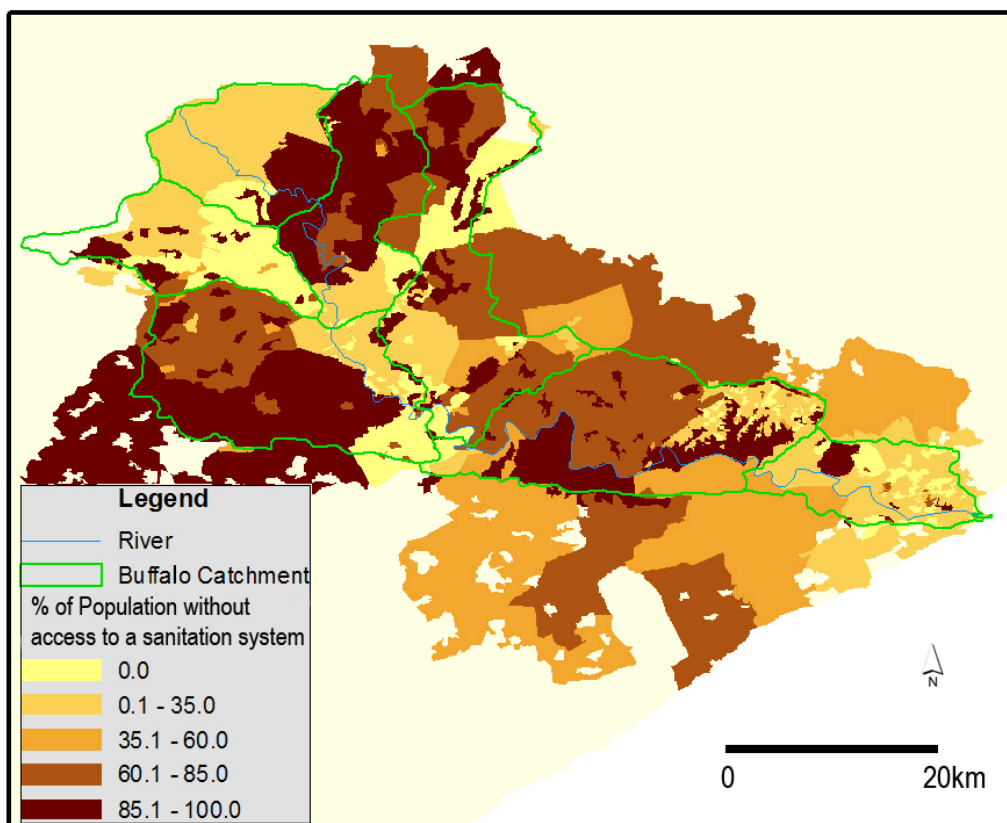 Legend
River
Buffalo Catchment
% of Population without
access to a sanitation system
0.0
0.1 - 35.0
35.1 - 60.0
60.1 - 85.0
85.1 - 100.0
N
0 20km